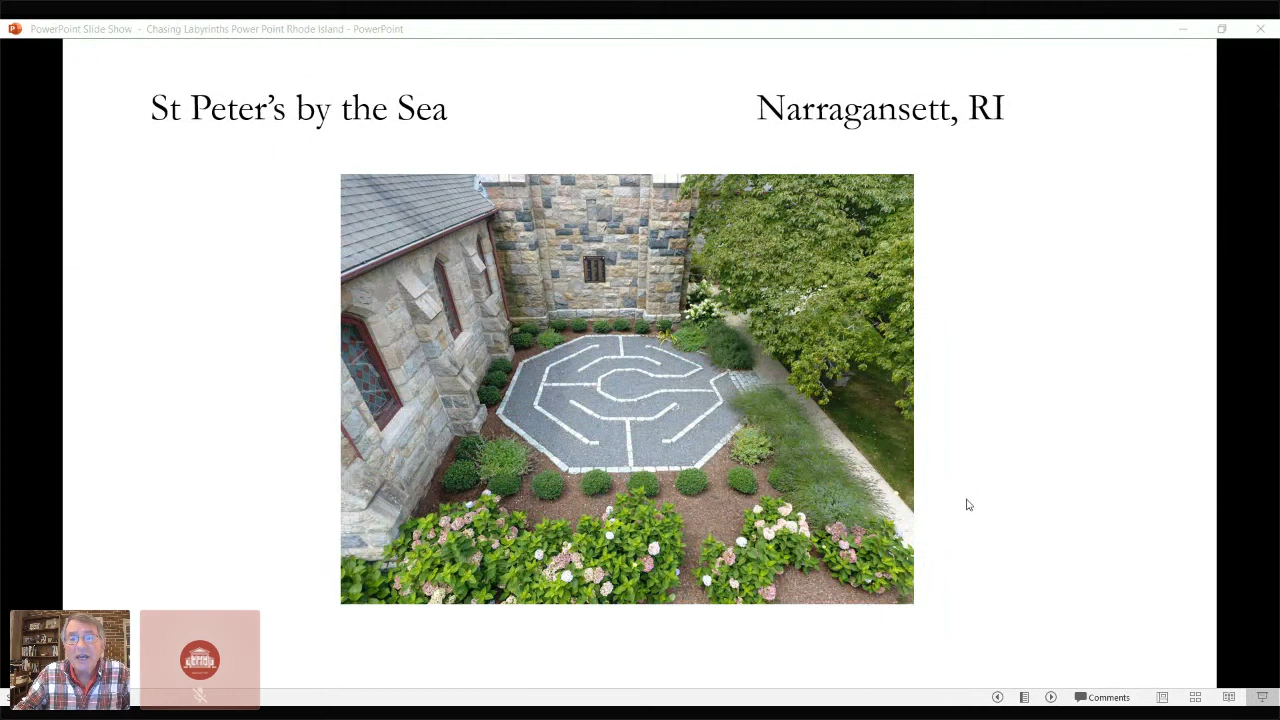 PowerPoint Slide Show - Chasing Labyrinths Power Point Rhode Island - PowerPoint
St Peter's by the Sea
Narragansett, RI
Comments